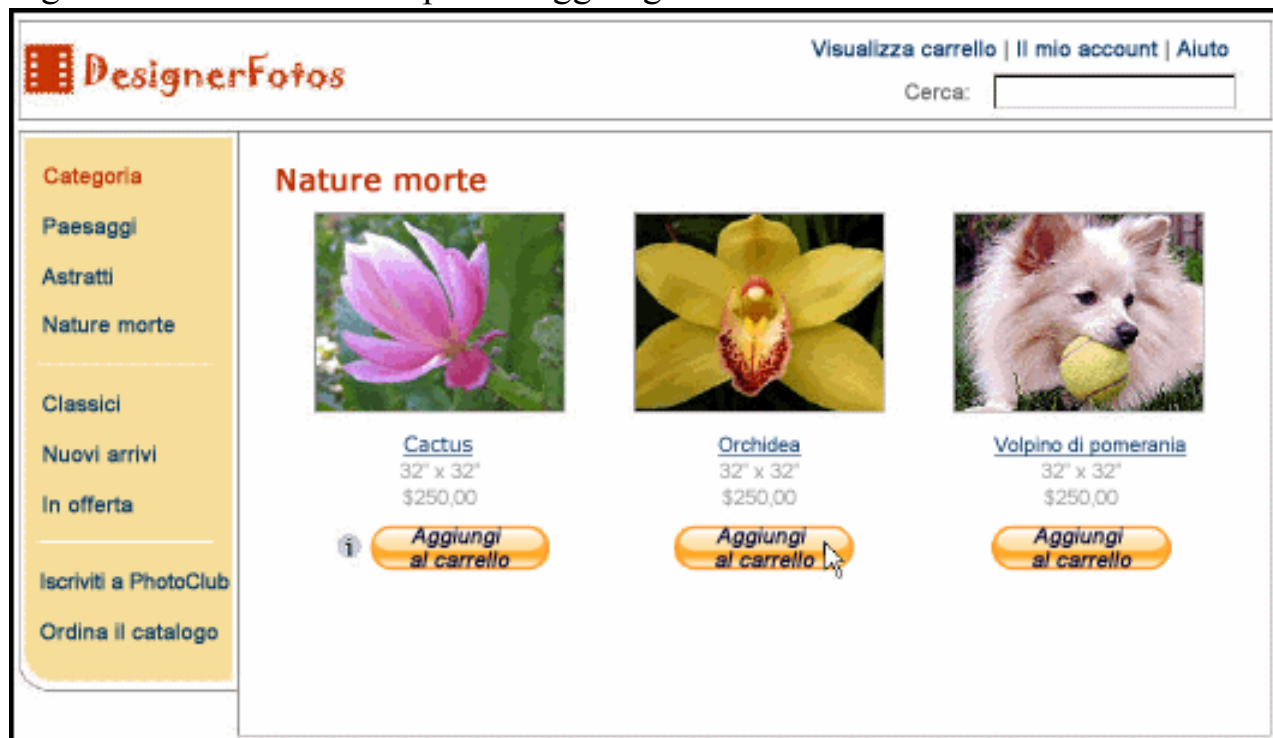 DesignerFotos
Visualizza carrello | Il mio account | Aiuto
Cerca:
Categoria
Paesaggi
Astratti
Nature morte
Classici
Nuovi arrivi
In offerta
Iscriviti a PhotoClub
Ordina il catalogo
Nature morte
Cactus
32" x 32"
$250,00
Aggiungi
al carrello
Orchidea
32" x 32"
$250,00
Aggiungi
al carrello
Volpino di pomerania
32" x 32"
$250,00
Aggiungi
al carrello